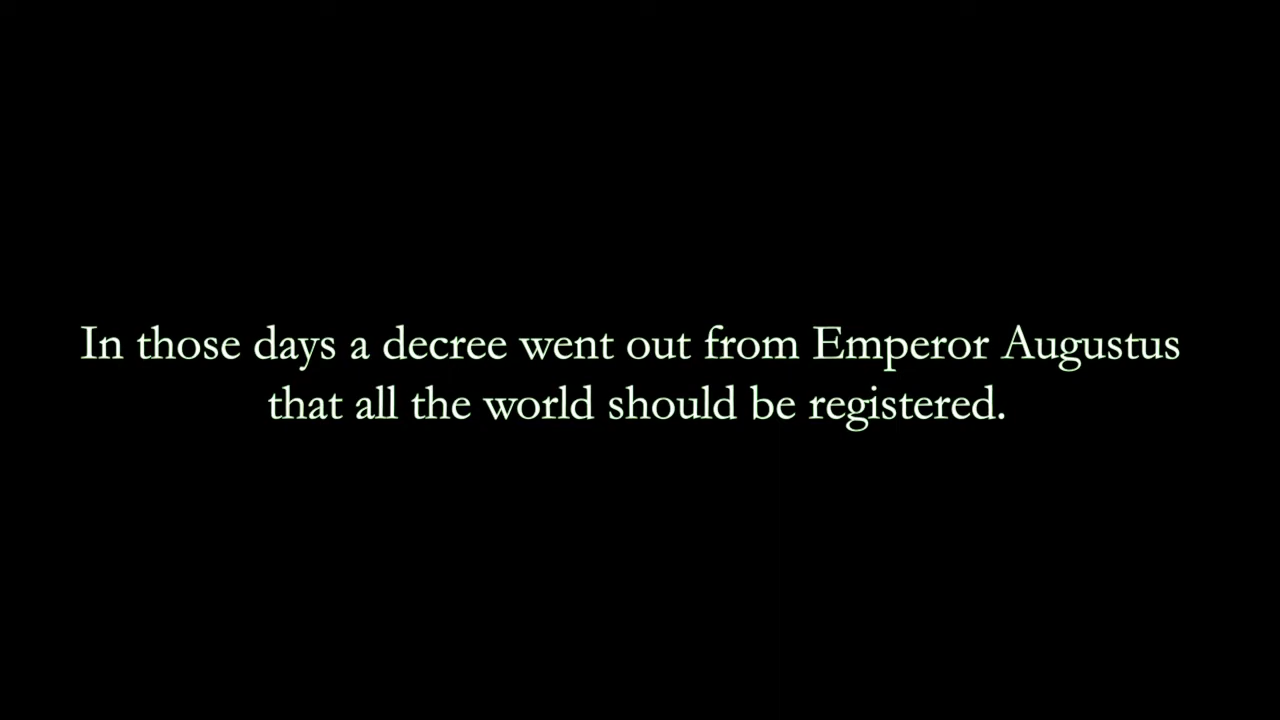 In those days a decree went out from Emperor Augustus
that all the world should be registered.